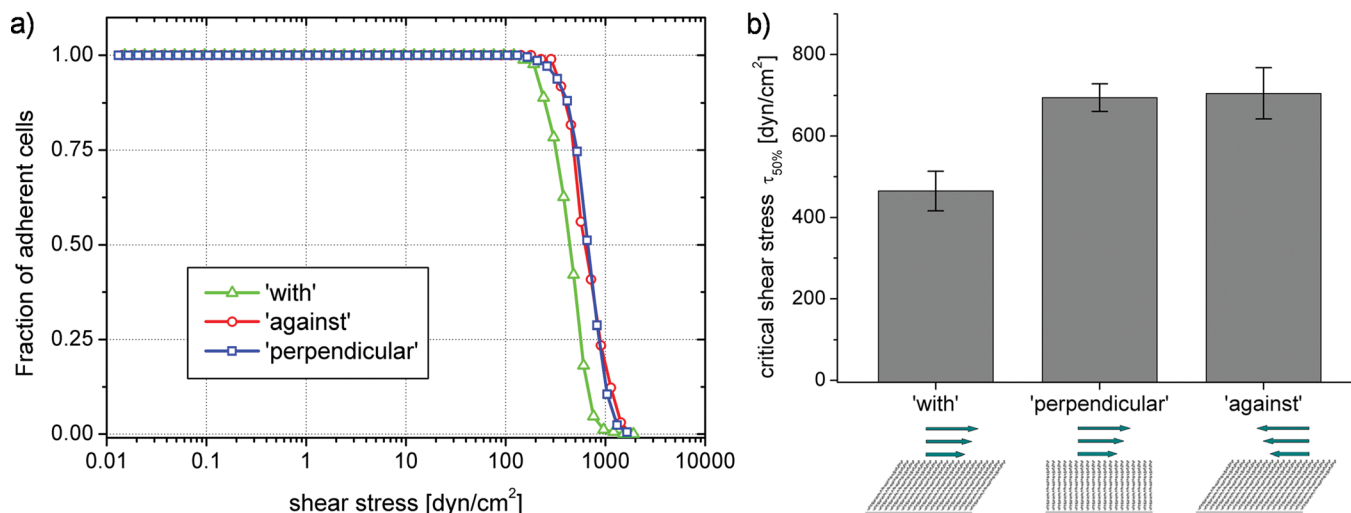 a)
1.00
0.75
0.50
0.25
0.00
Fraction of adherent cells
'with'
'against'
'perpendicular'
0.01 0.1 1 10 100 1000 10000
shear stress [dyn/cm²]
b)
800
600
400
200
0
critical shear stress τ50% [dyn/cm²]
'with' 'perpendicular' 'against'